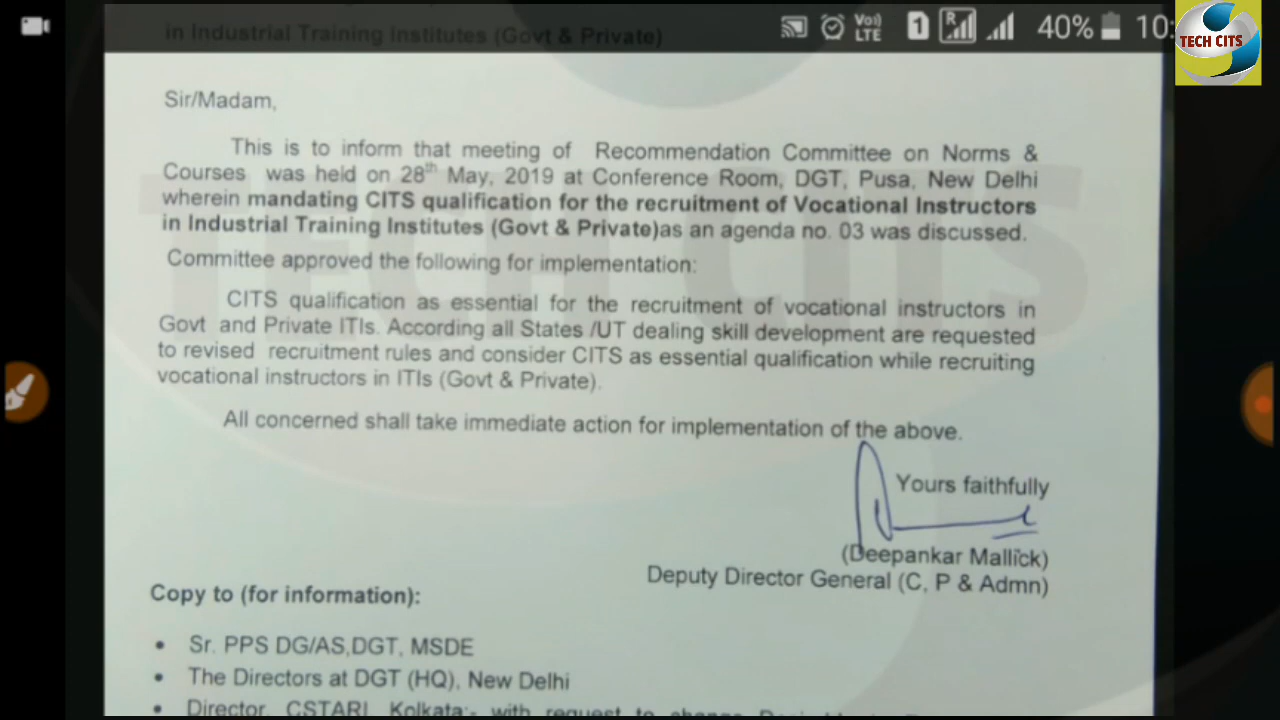 in Industrial Training Institutes (Govt & Private)
Vo)) LTE
1
R
40%
10:
TECH CITS
Sir/Madam,
This is to inform that meeting of Recommendation Committee on Norms &
Courses was held on 28th May, 2019 at Conference Room, DGT, Pusa, New Delhi
wherein mandating CITS qualification for the recruitment of Vocational Instructors
in Industrial Training Institutes (Govt & Private)as an agenda no. 03 was discussed.
Committee approved the following for implementation:
CITS qualification as essential for the recruitment of vocational instructors in
Govt and Private ITIs. According all States /UT dealing skill development are requested
to revised recruitment rules and consider CITS as essential qualification while recruiting
vocational instructors in ITIs (Govt & Private).
All concerned shall take immediate action for implementation of the above.
Yours faithfully
(Deepankar Mallick)
Deputy Director General (C, P & Admn)
Copy to (for information):
• Sr. PPS DG/AS,DGT, MSDE
• The Directors at DGT (HQ), New Delhi
• Director, CSTARI, Kolkata:- with request to change
TECH CITS